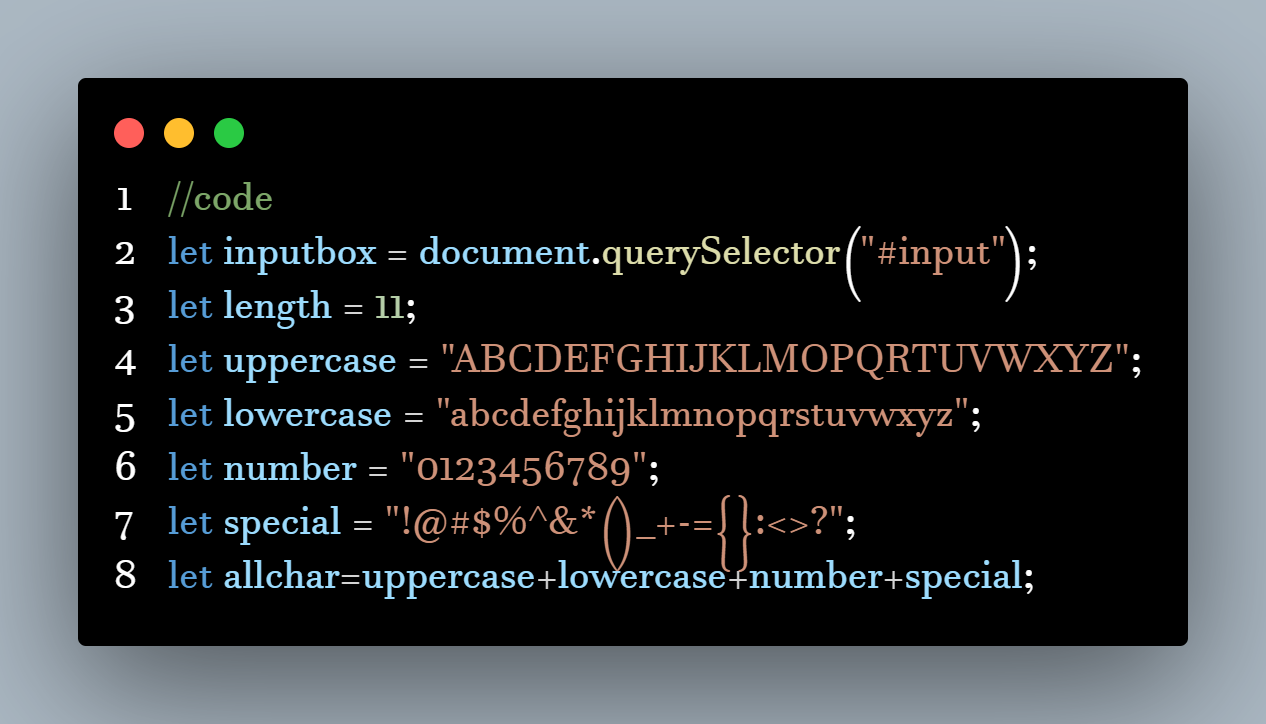 1 //code
2 let inputbox = document.querySelector("#input");
3 let length = 11;
4 let uppercase = "ABCDEFGHIJKLMOPQRTUVWXYZ";
5 let lowercase = "abcdefghijklmnopqrstuvwxyz";
6 let number = "0123456789";
7 let special = "!@#$%^&*()_+-={}:<>?";
8 let allchar=uppercase+lowercase+number+special;